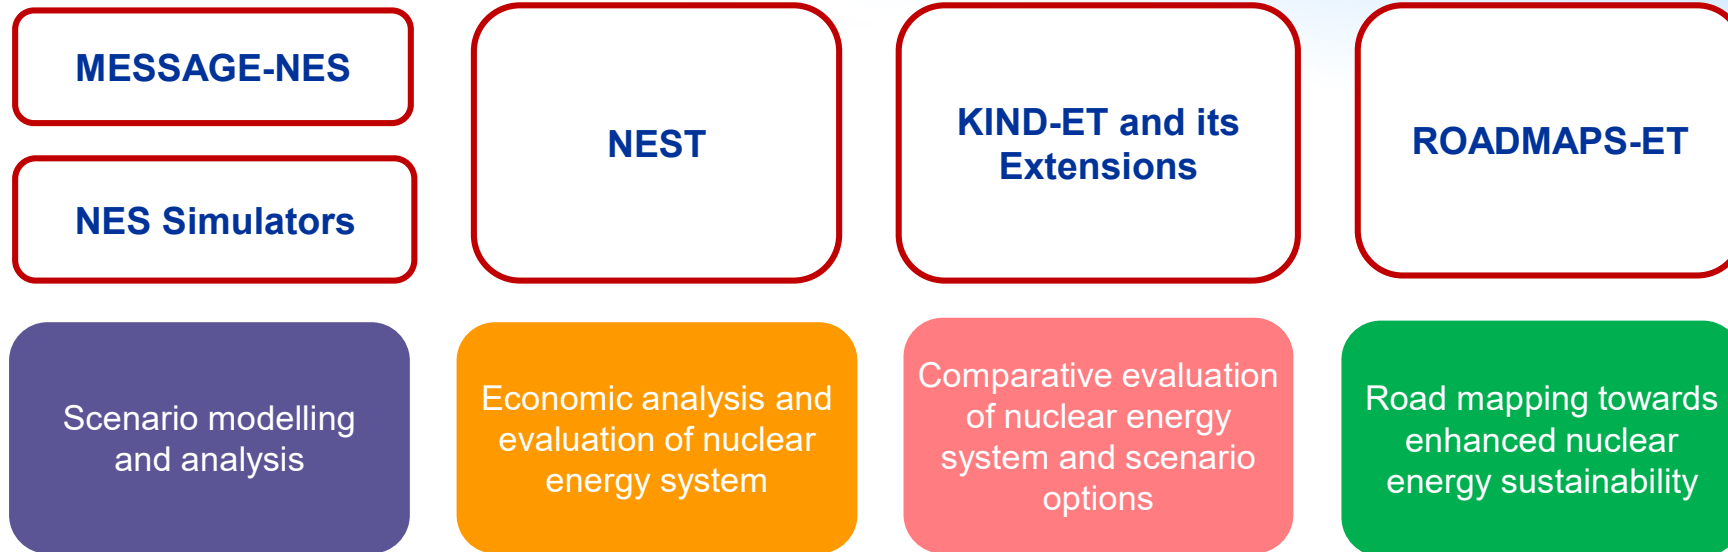 MESSAGE-NES
NES Simulators
NEST
KIND-ET and its
Extensions
ROADMAPS-ET
Scenario modelling
and analysis
Economic analysis and
evaluation of nuclear
energy system
Comparative evaluation
of nuclear energy
system and scenario
options
Road mapping towards
enhanced nuclear
energy sustainability